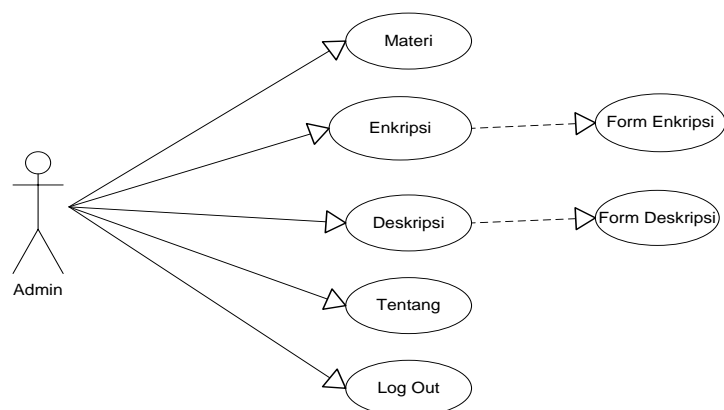 Materi
Enkripsi
Form Enkripsi
Deskripsi
Form Deskripsi
Admin
Tentang
Log Out